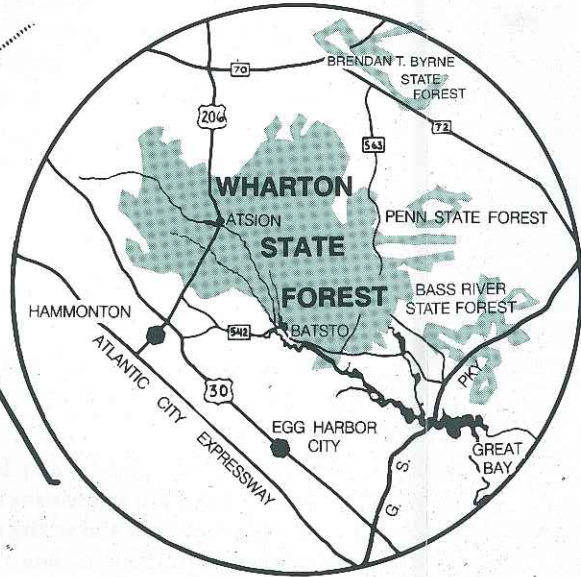 BRENDAN T. BYRNE
STATE
FOREST
70
206
72
563
WHARTON
STATE
FOREST
ATSION
PENN STATE FOREST
BASS RIVER
STATE FOREST
HAMMONTON
542
BATSTO
ATLANTIC CITY EXPRESSWAY
30
EGG HARBOR
CITY
G. S. PKY
GREAT
BAY